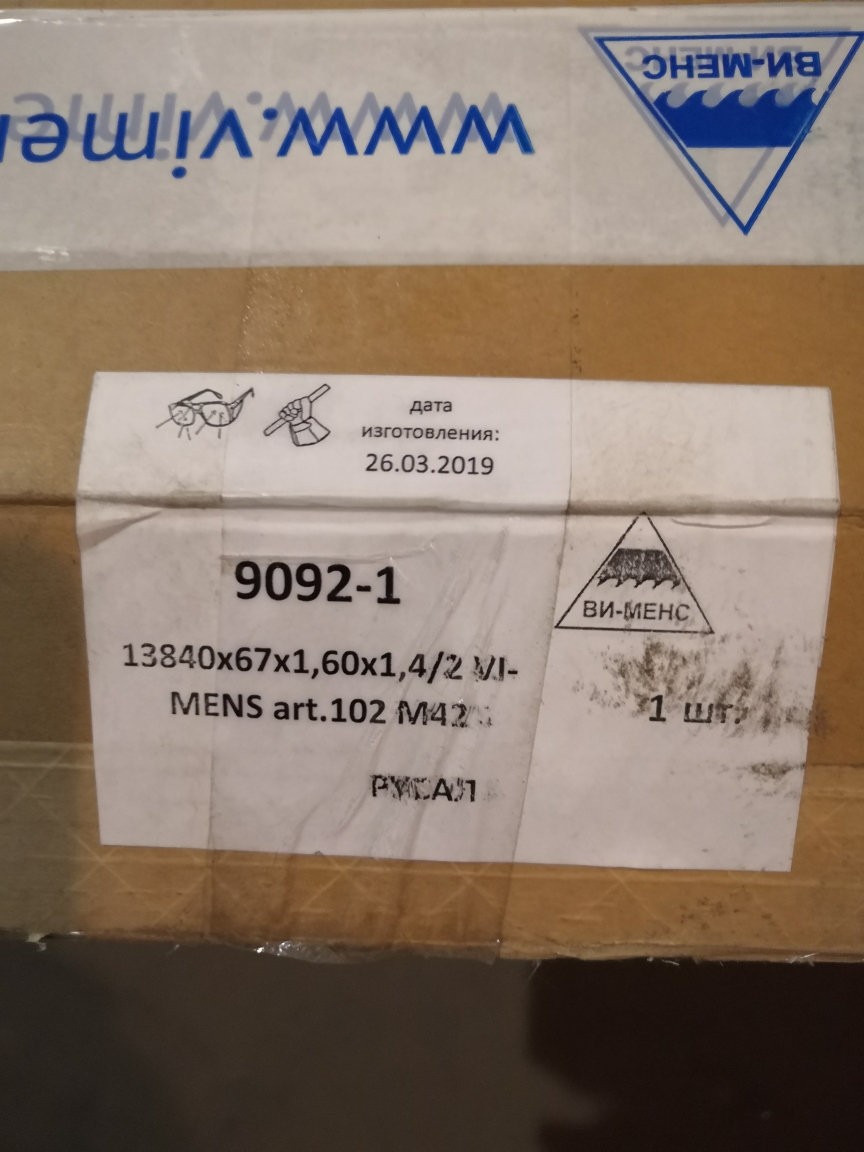 ВИ-МЕНС
www.vime
дата
изготовления:
26.03.2019
9092-1
ВИ-МЕНС
13840x67x1,60x1,4/2 VI-
MENS art.102 M42
1 шт.
РУСАЛ